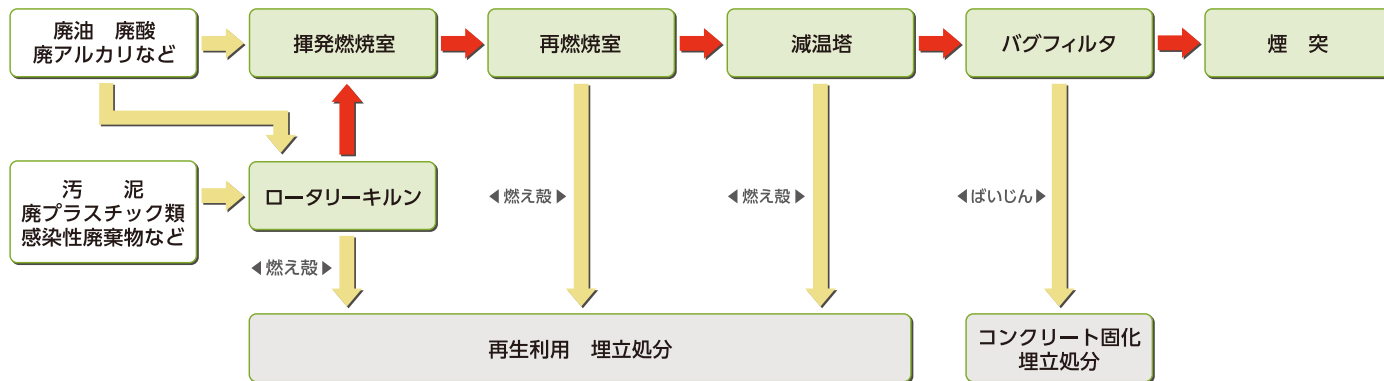 廃油　廃酸
廃アルカリなど
揮発燃焼室
再燃焼室
減温塔
バグフィルタ
煙　突
汚　　泥
廃プラスチック類
感染性廃棄物など
ロータリーキルン
燃え殻
燃え殻
燃え殻
ばいじん
再生利用　埋立処分
コンクリート固化
埋立処分